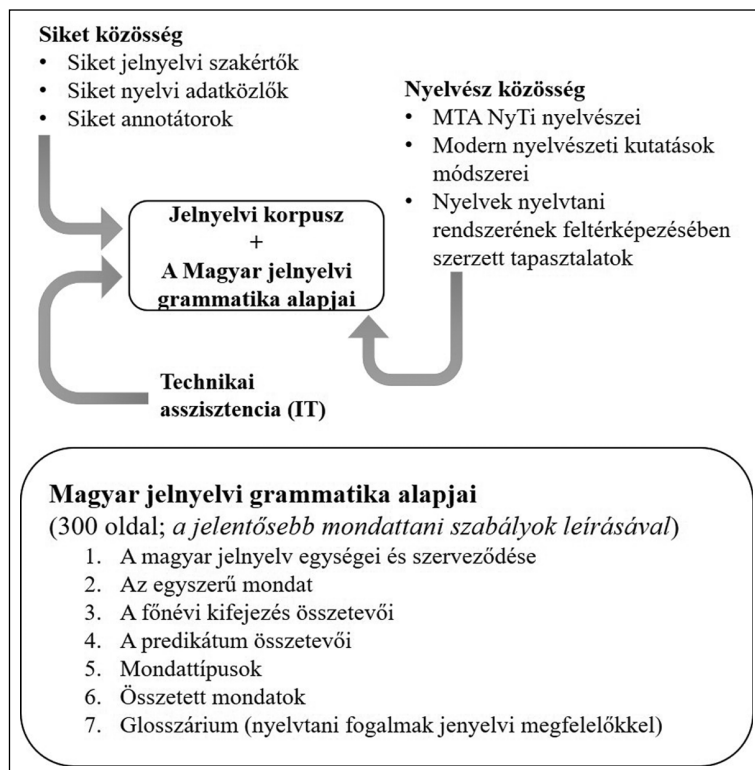 Siket közösség
• Siket jelnyelvi szakértők
• Siket nyelvi adatközlők
• Siket annotátorok
Nyelvész közösség
• MTA NyTi nyelvészei
• Modern nyelvészeti kutatások
módszerei
• Nyelvek nyelvtani
rendszerének feltérképezésében
szerzett tapasztalatok
Jelnyelvi korpusz
+
A Magyar jelnyelvi
grammatika alapjai
Technikai
asszisztencia (IT)
Magyar jelnyelvi grammatika alapjai
(300 oldal; a jelentősebb mondattani szabályok leírásával)
1. A magyar jelnyelv egységei és szerveződése
2. Az egyszerű mondat
3. A főnévi kifejezés összetevői
4. A predikátum összetevői
5. Mondattípusok
6. Összetett mondatok
7. Glosszárium (nyelvtani fogalmak jenyelvi megfelelőkkel)